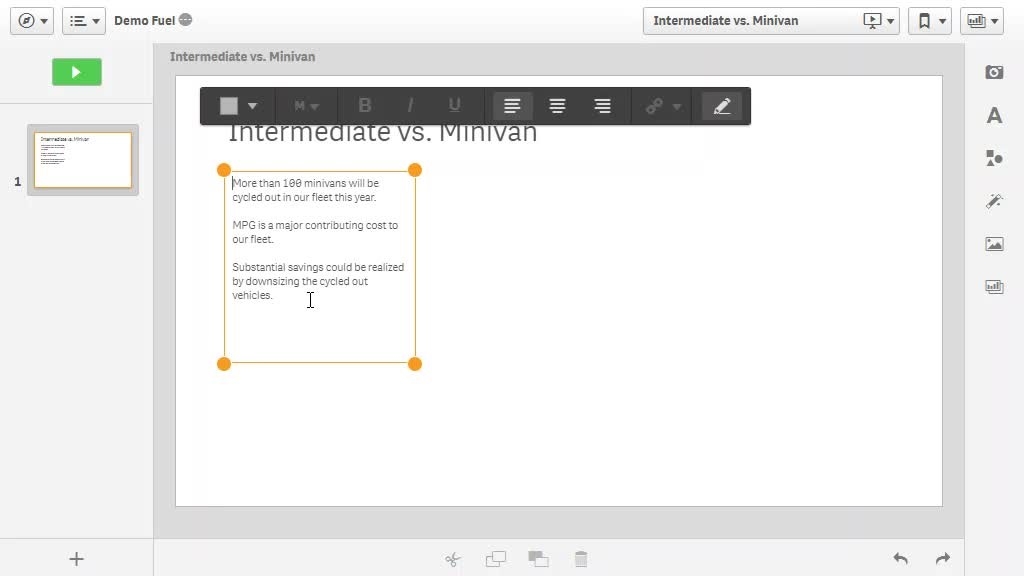 Demo Fuel
Intermediate vs. Minivan
Intermediate vs. Minivan
M
B
I
U
Intermediate vs. Minivan
More than 100 minivans will be
cycled out in our fleet this year.
MPG is a major contributing cost to
our fleet.
Substantial savings could be realized
by downsizing the cycled out
vehicles.
1
A